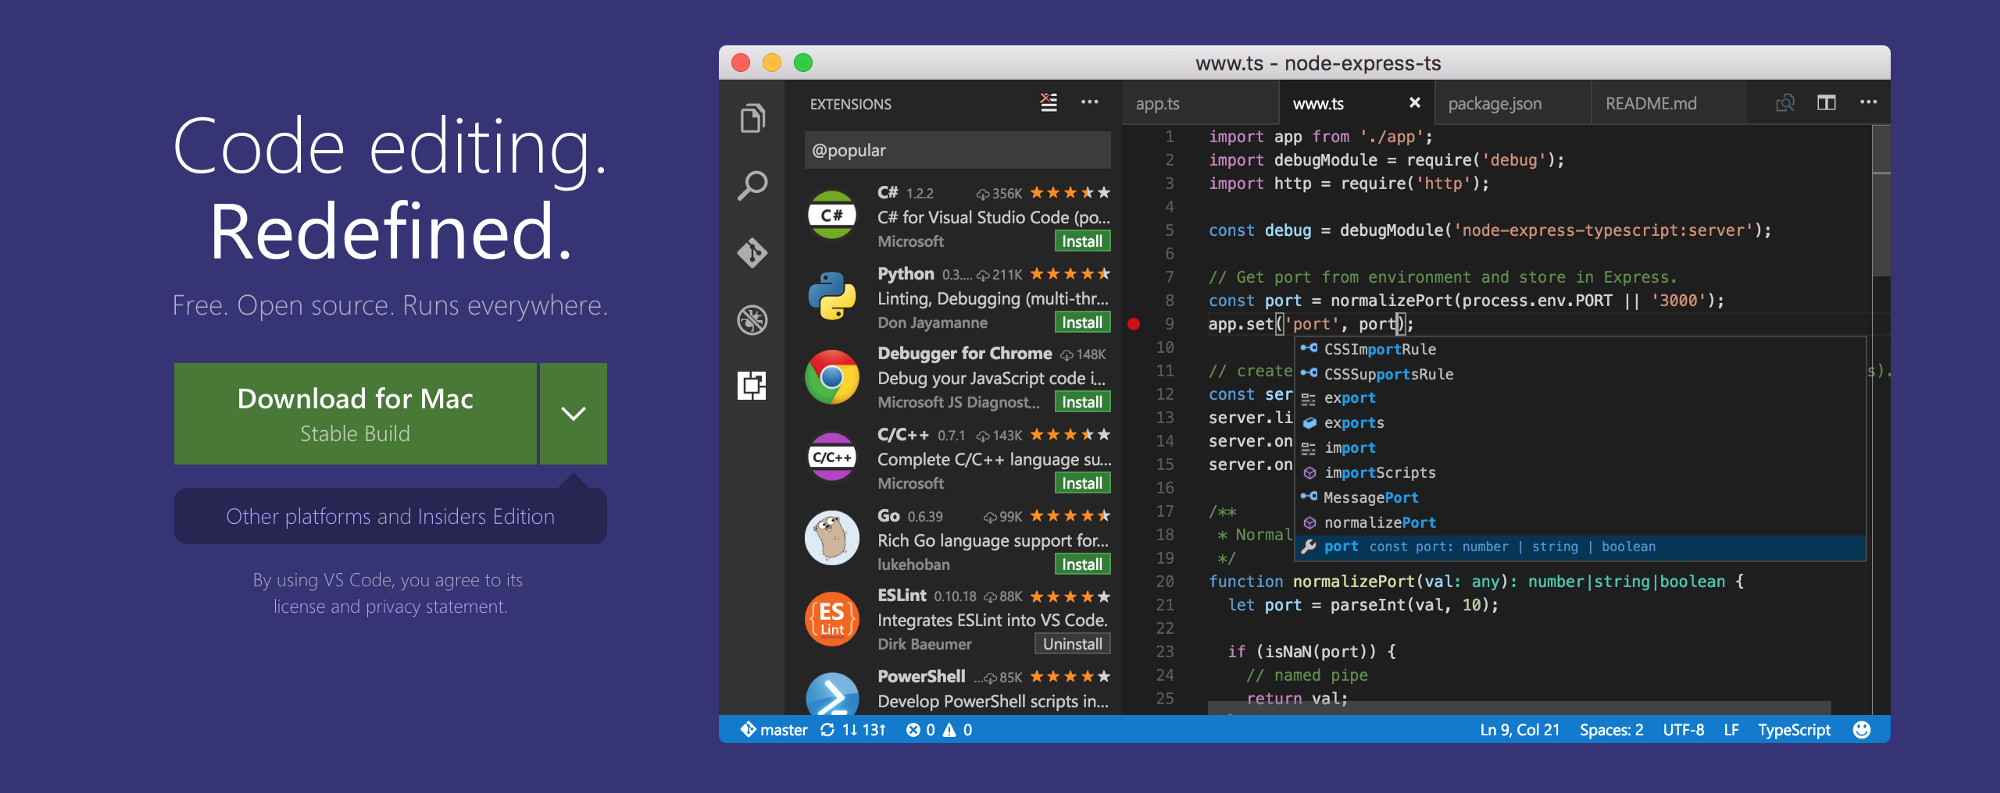 Code editing.
Redefined.
Free. Open source. Runs everywhere.
Download for Mac
Stable Build
Other platforms and Insiders Edition
By using VS Code, you agree to its
license and privacy statement.
www.ts - node-express-ts
EXTENSIONS
@popular
C# 1.2.2 356K
C# for Visual Studio Code (po...
Microsoft Install
C#
Python 0.3.... 211K
Linting, Debugging (multi-thr...
Don Jayamanne Install
Debugger for Chrome 148K
Debug your JavaScript code i...
Microsoft JS Diagnost... Install
C/C++ 0.7.1 143K
Complete C/C++ language su...
Microsoft Install
C/C++
Go 0.6.39 99K
Rich Go language support for...
lukehoban Install
ESLint 0.10.18 88K
Integrates ESLint into VS Code.
Dirk Baeumer Uninstall
{ES
Lint}
PowerShell ... 85K
Develop PowerShell scripts in...
app.ts www.ts package.json README.md
1 import app from './app';
2 import debugModule = require('debug');
3 import http = require('http');
4
5 const debug = debugModule('node-express-typescript:server');
6
7 // Get port from environment and store in Express.
8 const port = normalizePort(process.env.PORT || '3000');
9 app.set('port', port);
10
11 // create s).
12 const ser
13 server.li
14 server.on
15 server.on
16
17 /**
18 * Normal
19 */
20 function normalizePort(val: any): number|string|boolean {
21 let port = parseInt(val, 10);
22
23 if (isNaN(port)) {
24 // named pipe
25 return val;
CSSImportRule
CSSSupportsRule
export
exports
import
importScripts
MessagePort
normalizePort
port const port: number | string | boolean
master 1↓ 13↑ 0 0 Ln 9, Col 21 Spaces: 2 UTF-8 LF TypeScript